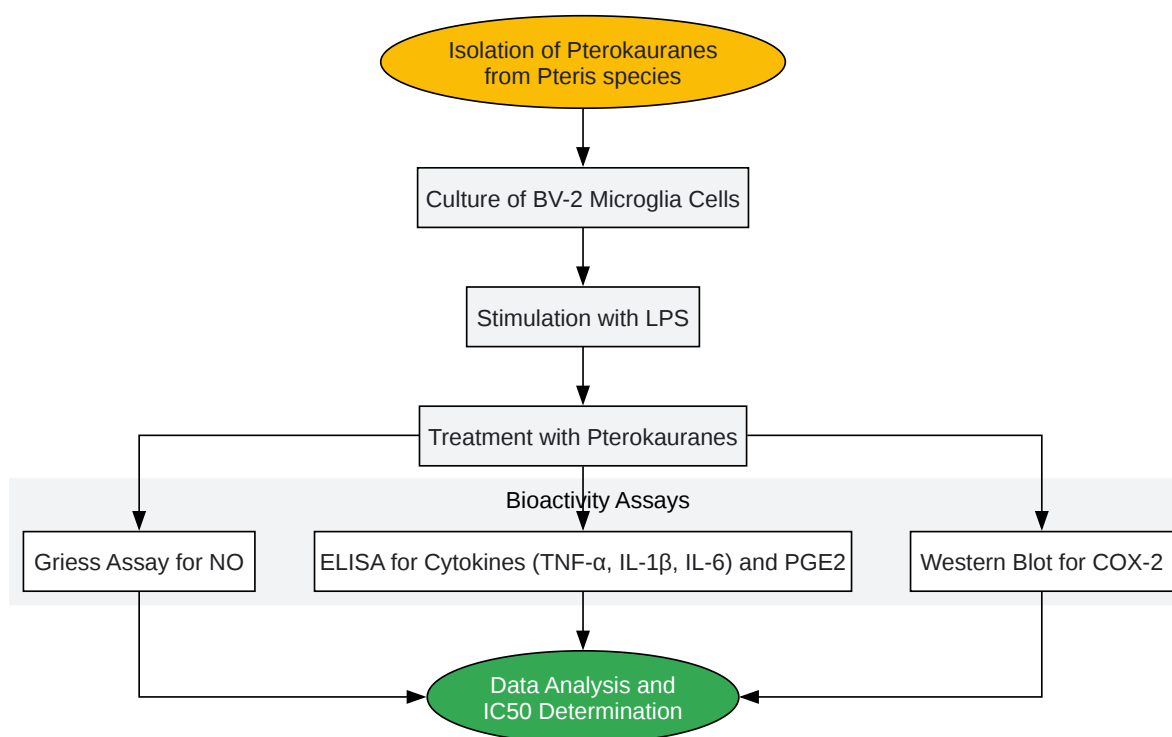 Isolation of Pterokauranes
from Pteris species
Culture of BV-2 Microglia Cells
Stimulation with LPS
Treatment with Pterokauranes
Bioactivity Assays
Griess Assay for NO
ELISA for Cytokines (TNF-α, IL-1β, IL-6) and PGE2
Western Blot for COX-2
Data Analysis and
IC50 Determination